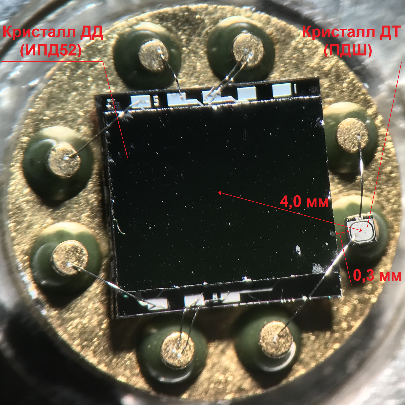 Кристалл ДД
(ИПД52)
Кристалл ДТ
(ПДШ)
4,0 мм
0,3 мм